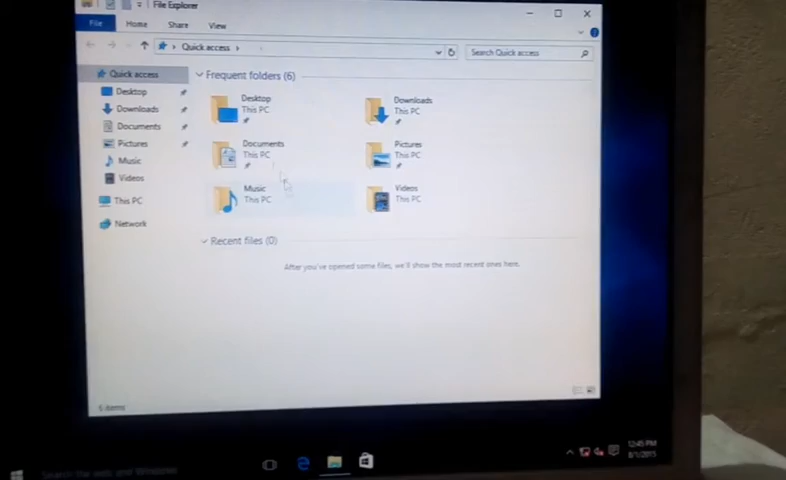 File Explorer
File Home Share View
Quick access
Search Quick access
Quick access
Desktop
Downloads
Documents
Pictures
Music
Videos
This PC
Network
Frequent folders (6)
Desktop
This PC
Downloads
This PC
Documents
This PC
Pictures
This PC
Music
This PC
Videos
This PC
Recent files (0)
After you've opened some files, we'll show the most recent ones here.
6 items
Search the web and Windows
12:45 PM
8/1/2015